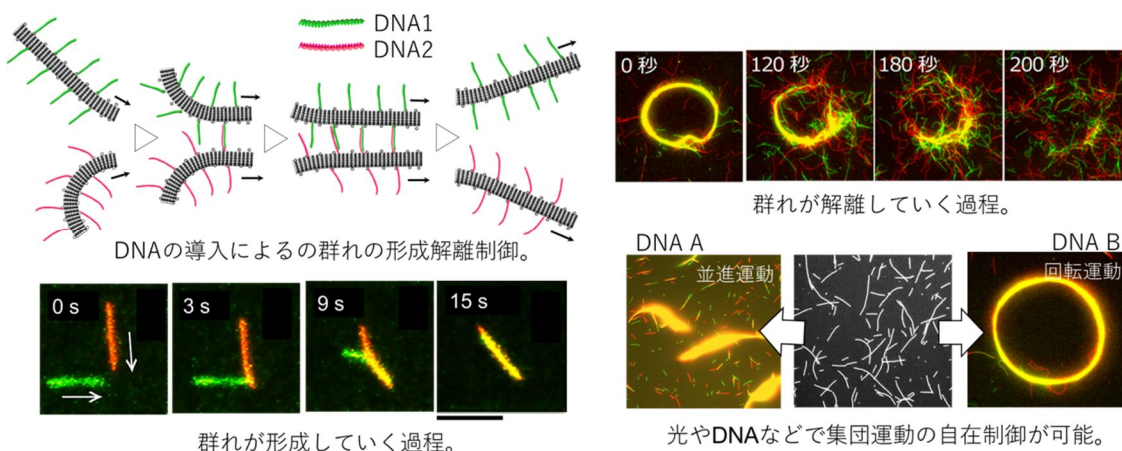 DNA1
DNA2
DNAの導入によるの群れの形成解離制御。
0 s
3 s
9 s
15 s
群れが形成していく過程。
0 秒
120 秒
180 秒
200 秒
群れが解離していく過程。
DNA A
DNA B
並進運動
回転運動
光やDNAなどで集団運動の自在制御が可能。